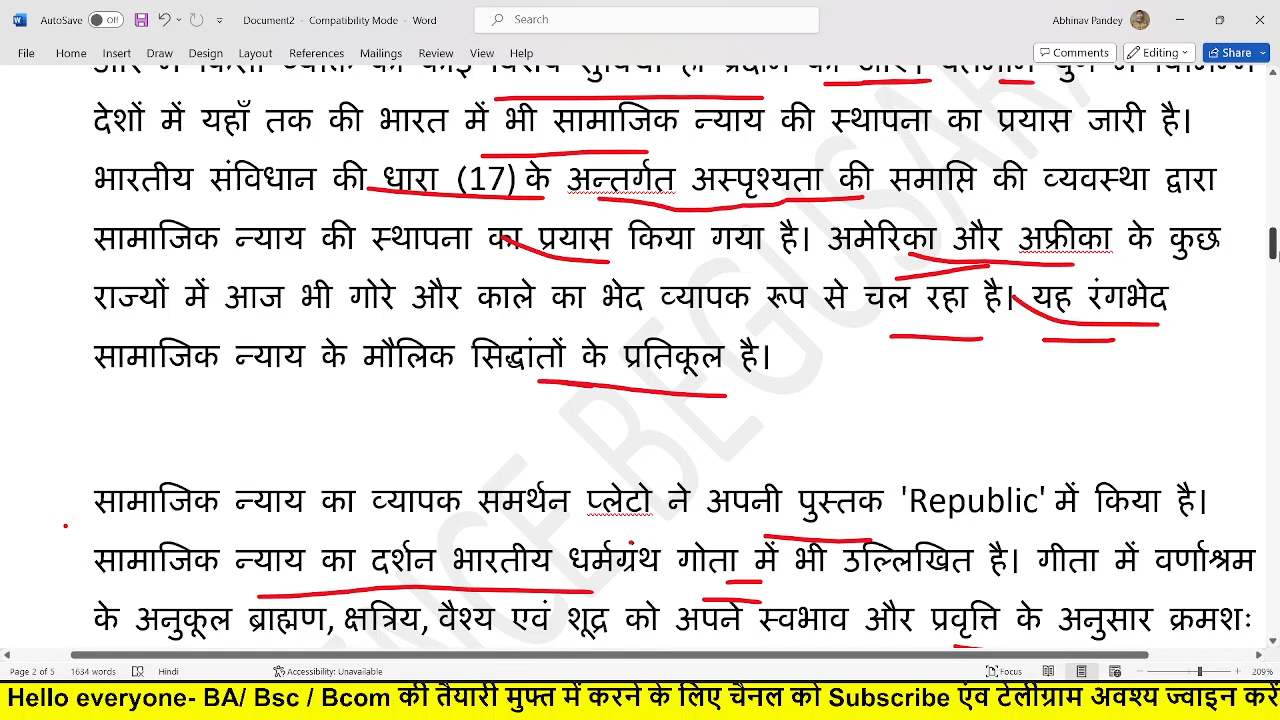 AutoSave Off Document2 - Compatibility Mode - Word Search Abhinav Pandey
File Home Insert Draw Design Layout References Mailings Review View Help Comments Editing Share
देशों में यहाँ तक की भारत में भी सामाजिक न्याय की स्थापना का प्रयास जारी है।
भारतीय संविधान की धारा (17) के अन्तर्गत अस्पृश्यता की समाप्ति की व्यवस्था द्वारा
सामाजिक न्याय की स्थापना का प्रयास किया गया है। अमेरिका और अफ्रीका के कुछ
राज्यों में आज भी गोरे और काले का भेद व्यापक रूप से चल रहा है। यह रंगभेद
सामाजिक न्याय के मौलिक सिद्धांतों के प्रतिकूल है।
सामाजिक न्याय का व्यापक समर्थन प्लेटो ने अपनी पुस्तक 'Republic' में किया है।
सामाजिक न्याय का दर्शन भारतीय धर्मग्रंथ गोता में भी उल्लिखित है। गीता में वर्णाश्रम
के अनुकूल ब्राह्मण, क्षत्रिय, वैश्य एवं शूद्र को अपने स्वभाव और प्रवृत्ति के अनुसार क्रमशः
Page 2 of 5 1634 words Hindi Accessibility: Unavailable Focus 209%
Hello everyone- BA/ Bsc / Bcom की तैयारी मुफ्त में करने के लिए चैनल को Subscribe एंव टेलीग्राम अवश्य ज्वाइन करें